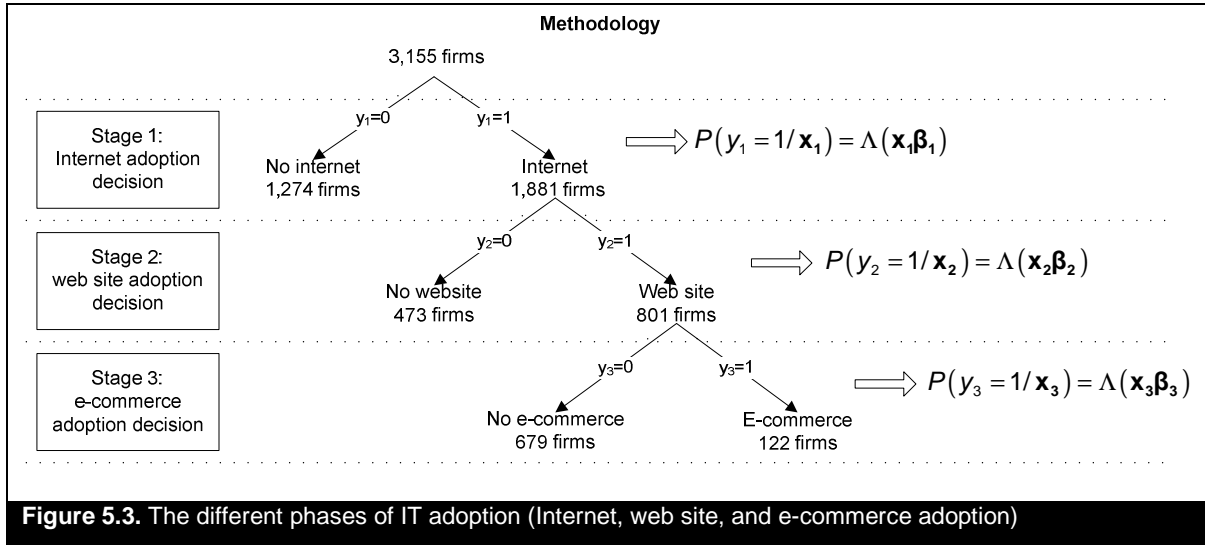 Methodology
3,155 firms
y₁=0
y₁=1
Stage 1:
Internet adoption
decision
No internet
1,274 firms
Internet
1,881 firms
P(y₁ = 1/x₁) = Λ(x₁β₁)
y₂=0
y₂=1
Stage 2:
web site adoption
decision
No website
473 firms
Web site
801 firms
P(y₂ = 1/x₂) = Λ(x₂β₂)
y₃=0
y₃=1
Stage 3:
e-commerce
adoption decision
No e-commerce
679 firms
E-commerce
122 firms
P(y₃ = 1/x₃) = Λ(x₃β₃)
Figure 5.3. The different phases of IT adoption (Internet, web site, and e-commerce adoption)